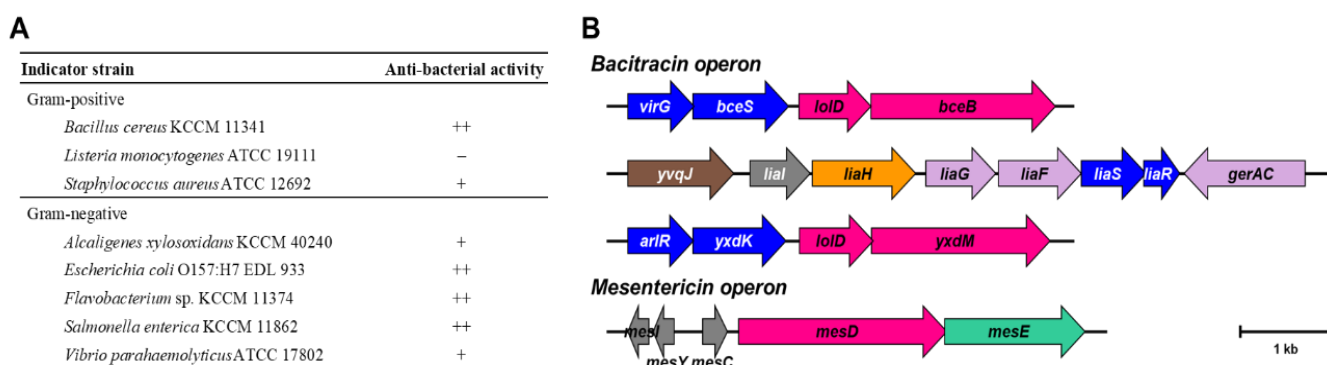 A
Indicator strain Anti-bacterial activity
Gram-positive
Bacillus cereus KCCM 11341 ++
Listeria monocytogenes ATCC 19111 –
Staphylococcus aureus ATCC 12692 +
Gram-negative
Alcaligenes xylosoxidans KCCM 40240 +
Escherichia coli O157:H7 EDL 933 ++
Flavobacterium sp. KCCM 11374 ++
Salmonella enterica KCCM 11862 ++
Vibrio parahaemolyticus ATCC 17802 +
B
Bacitracin operon
virG bceS lolD bceB
yvqJ liaI liaH liaG liaF liaS liaR gerAC
arlR yxdK lolD yxdM
Mesentericin operon
mesI mesD mesE
mesY mesC
1 kb